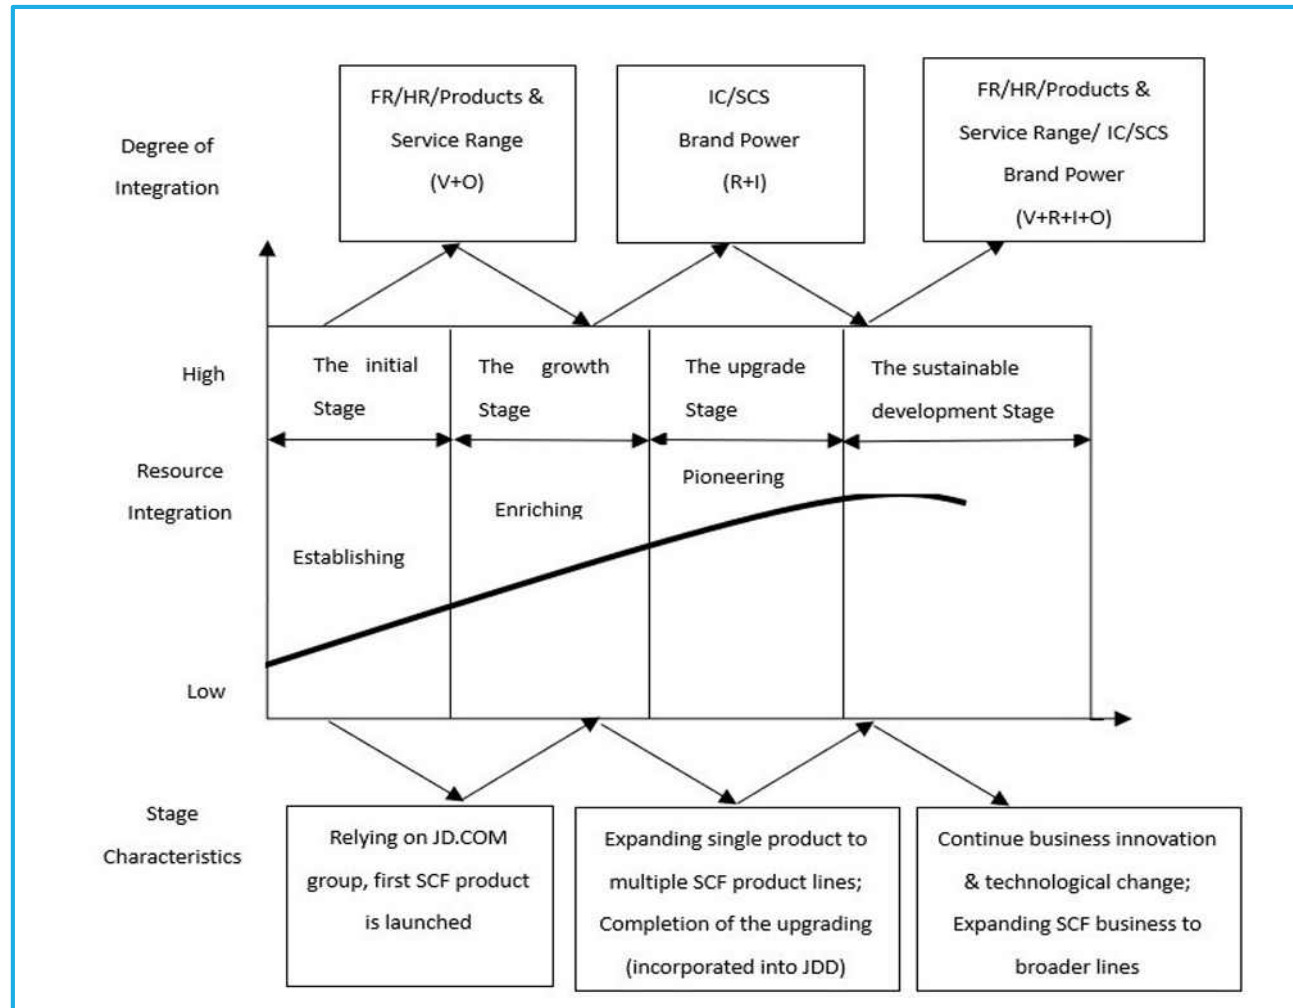 FR/HR/Products &
Service Range
(V+O)
IC/SCS
Brand Power
(R+I)
FR/HR/Products &
Service Range/ IC/SCS
Brand Power
(V+R+I+O)
Degree of
Integration
High
The initial
Stage
The growth
Stage
The upgrade
Stage
The sustainable
development Stage
Resource
Integration
Establishing
Enriching
Pioneering
Low
Stage
Characteristics
Relying on JD.COM
group, first SCF product
is launched
Expanding single product to
multiple SCF product lines;
Completion of the upgrading
(incorporated into JDD)
Continue business innovation
& technological change;
Expanding SCF business to
broader lines